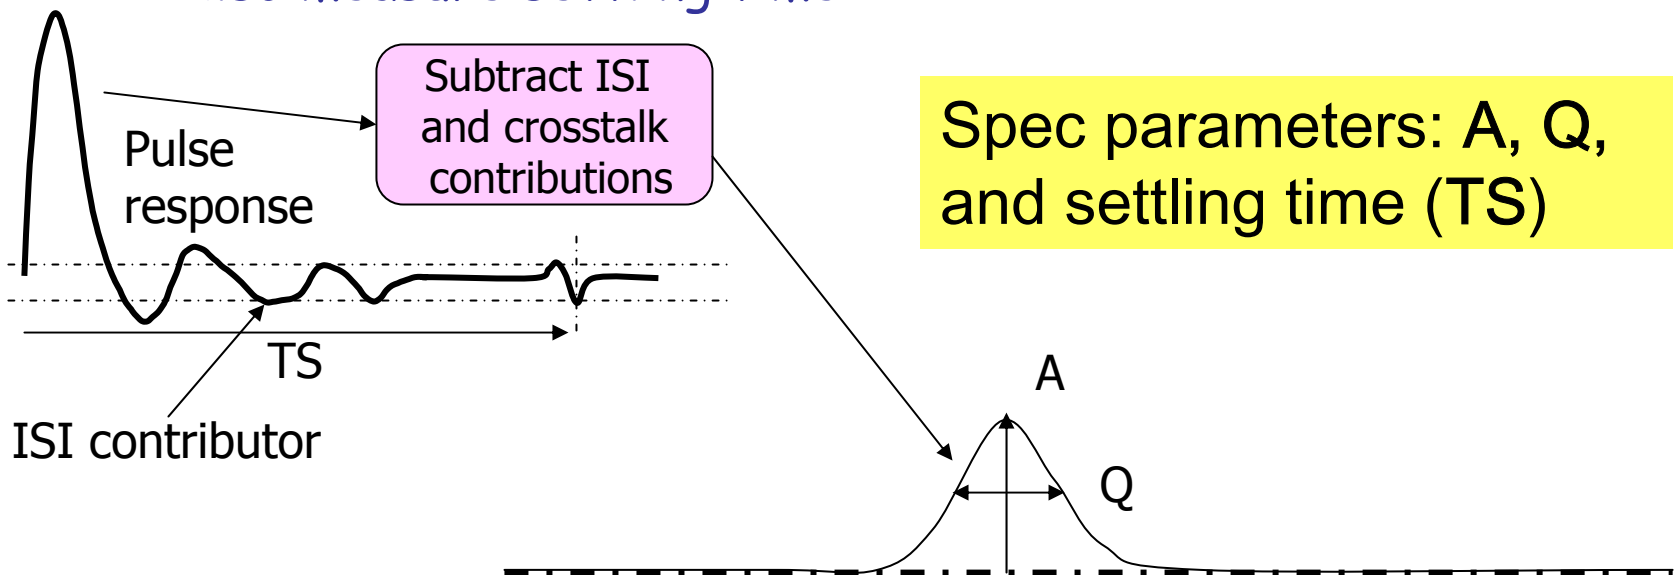 Subtract ISI
and crosstalk
contributions
Pulse
response
Spec parameters: A, Q,
and settling time (TS)
TS
ISI contributor
A
Q